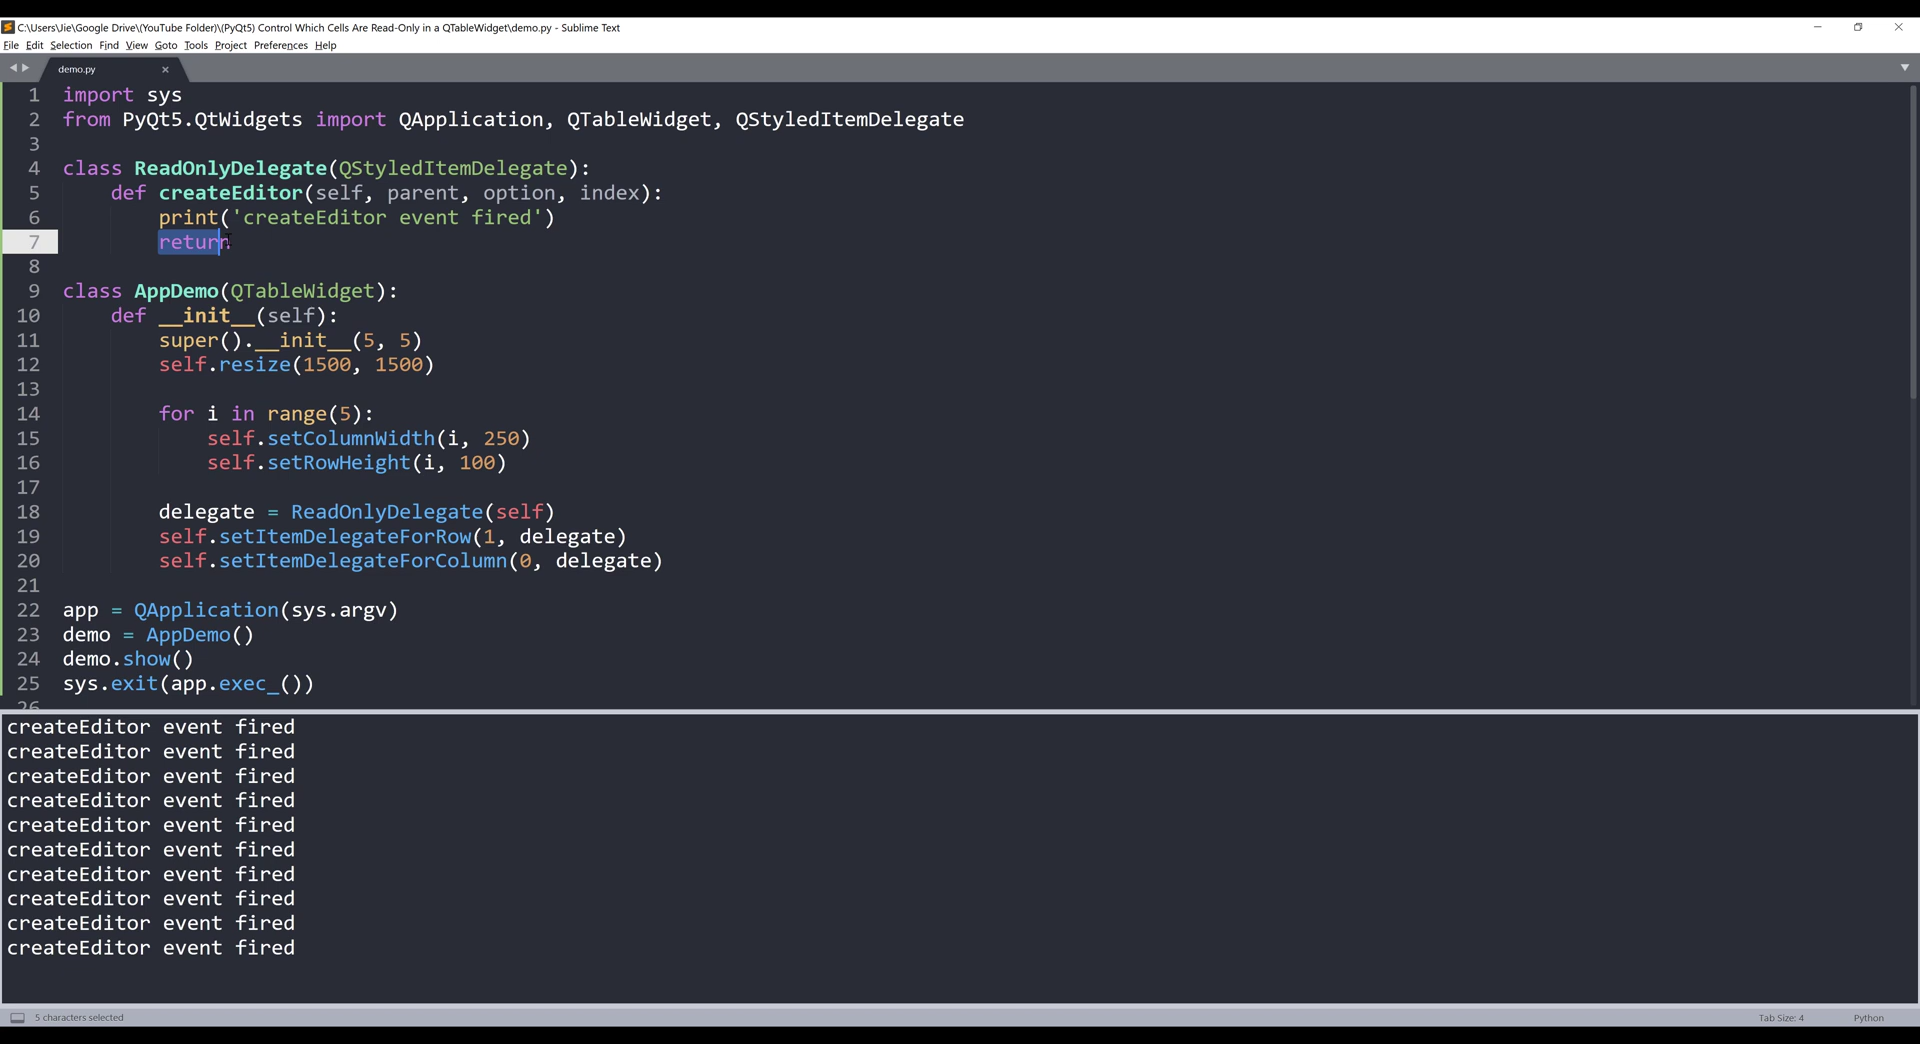 C:\Users\Jie\Google Drive\(YouTube Folder)\(PyQt5) Control Which Cells Are Read-Only in a QTableWidget\demo.py - Sublime Text
File Edit Selection Find View Goto Tools Project Preferences Help
demo.py
1 import sys
2 from PyQt5.QtWidgets import QApplication, QTableWidget, QStyledItemDelegate
3
4 class ReadOnlyDelegate(QStyledItemDelegate):
5     def createEditor(self, parent, option, index):
6         print('createEditor event fired')
7         return
8
9 class AppDemo(QTableWidget):
10     def __init__(self):
11         super().__init__(5, 5)
12         self.resize(1500, 1500)
13
14         for i in range(5):
15             self.setColumnWidth(i, 250)
16             self.setRowHeight(i, 100)
17
18         delegate = ReadOnlyDelegate(self)
19         self.setItemDelegateForRow(1, delegate)
20         self.setItemDelegateForColumn(0, delegate)
21
22 app = QApplication(sys.argv)
23 demo = AppDemo()
24 demo.show()
25 sys.exit(app.exec_())
26
createEditor event fired
createEditor event fired
createEditor event fired
createEditor event fired
createEditor event fired
createEditor event fired
createEditor event fired
createEditor event fired
createEditor event fired
createEditor event fired
5 characters selected Tab Size: 4 Python